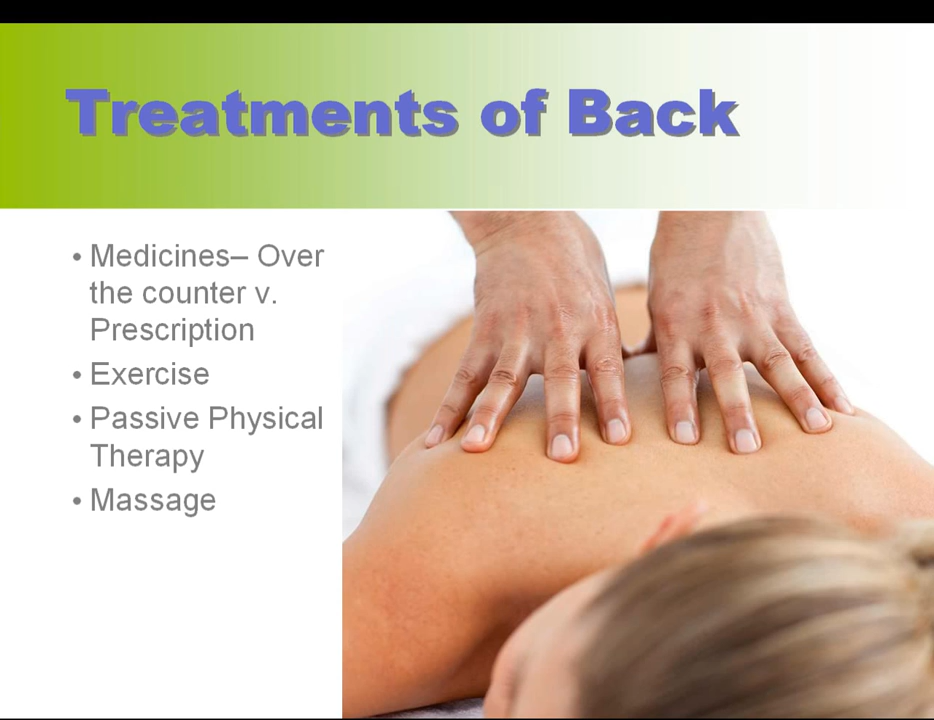 Treatments of Back
• Medicines– Over
the counter v.
Prescription
• Exercise
• Passive Physical
Therapy
• Massage